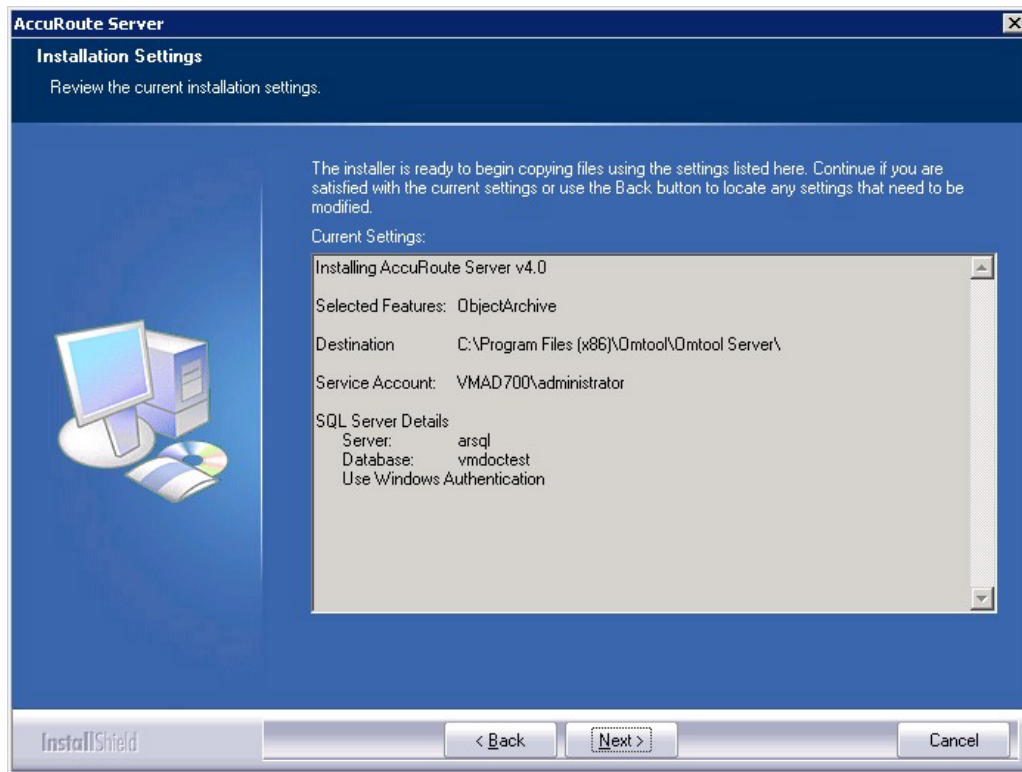 AccuRoute Server
Installation Settings
Review the current installation settings.
The installer is ready to begin copying files using the settings listed here. Continue if you are
satisfied with the current settings or use the Back button to locate any settings that need to be
modified.
Current Settings:
Installing AccuRoute Server v4.0
Selected Features: ObjectArchive
Destination C:\Program Files (x86)\Omtool\Omtool Server\
Service Account: VMAD700\administrator
SQL Server Details
Server: arsql
Database: vmdoctest
Use Windows Authentication
InstallShield
< Back Next > Cancel